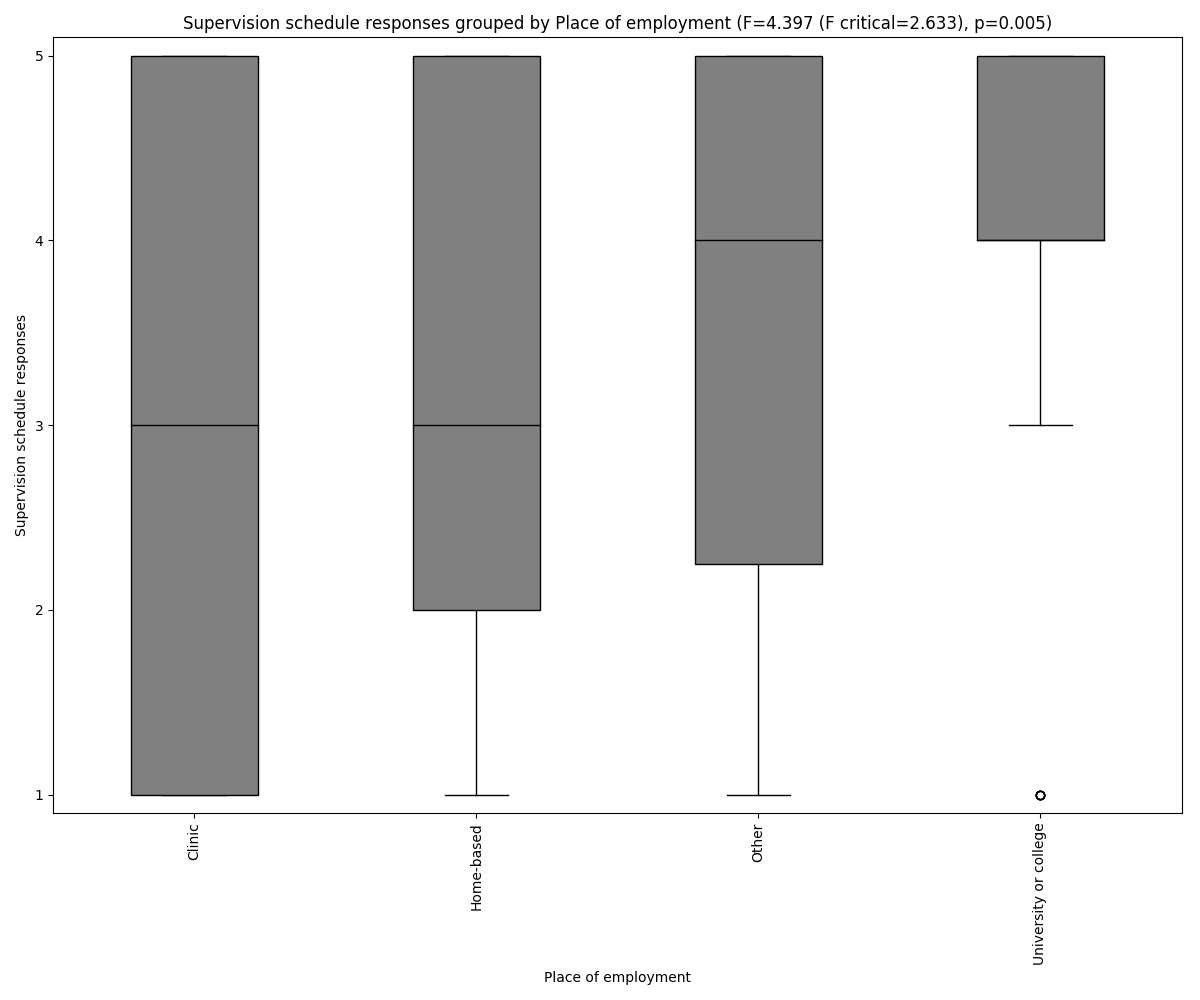 Supervision schedule responses grouped by Place of employment (F=4.397 (F critical=2.633), p=0.005)
Supervision schedule responses
5
4
3
2
1
Clinic
Home-based
Other
University or college
Place of employment